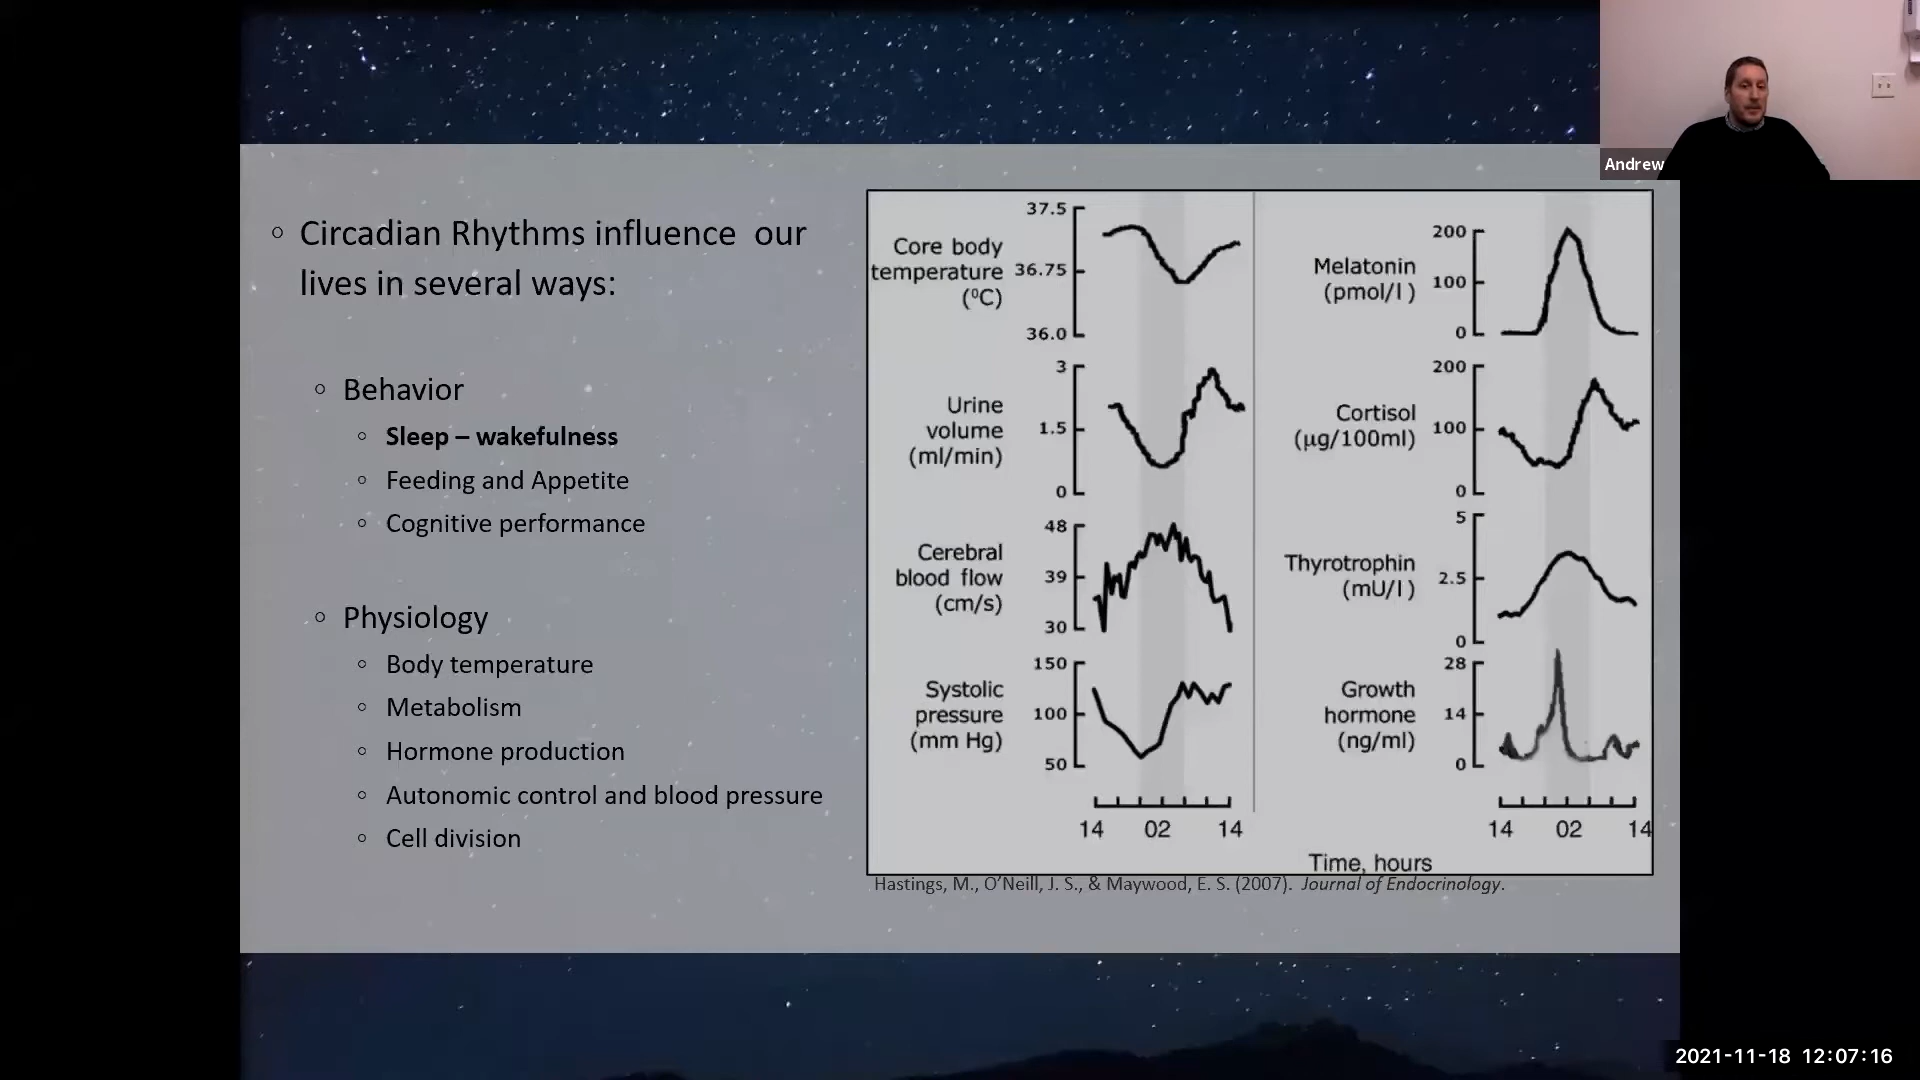 Andrew
◦ Circadian Rhythms influence  our
lives in several ways:
◦ Behavior
◦ Sleep – wakefulness
◦ Feeding and Appetite
◦ Cognitive performance
◦ Physiology
◦ Body temperature
◦ Metabolism
◦ Hormone production
◦ Autonomic control and blood pressure
◦ Cell division
37.5
Core body
temperature 36.75
(⁰C)
36.0
3
Urine
volume 1.5
(ml/min)
0
48
Cerebral
blood flow 39
(cm/s)
30
150
Systolic
pressure 100
(mm Hg)
50
14 02 14
200
Melatonin
100
(pmol/l )
0
200
Cortisol
100
(µg/100ml)
0
5
Thyrotrophin
2.5
(mU/l )
0
28
Growth
hormone 14
(ng/ml)
0
14 02 14
Time, hours
Hastings, M., O’Neill, J. S., & Maywood, E. S. (2007). Journal of Endocrinology.
2021-11-18 12:07:16